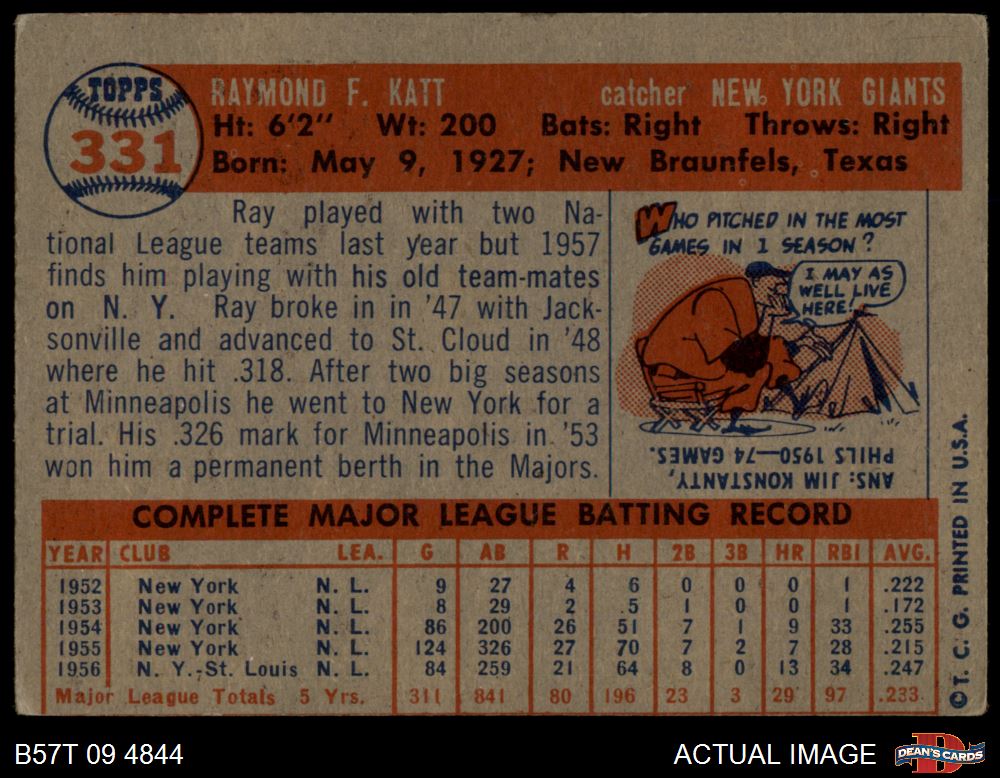 TOPPS
331
RAYMOND F. KATT catcher NEW YORK GIANTS
Ht: 6'2" Wt: 200 Bats: Right Throws: Right
Born: May 9, 1927; New Braunfels, Texas
Ray played with two Na-
tional League teams last year but 1957
finds him playing with his old team-mates
on N. Y. Ray broke in in '47 with Jack-
sonville and advanced to St. Cloud in '48
where he hit .318. After two big seasons
at Minneapolis he went to New York for a
trial. His .326 mark for Minneapolis in '53
won him a permanent berth in the Majors.
WHO PITCHED IN THE MOST
GAMES IN 1 SEASON?
I MAY AS
WELL LIVE
HERE!
ANS: JIM KONSTANTY,
PHILS 1950—74 GAMES.
COMPLETE MAJOR LEAGUE BATTING RECORD
YEAR CLUB LEA. G AB R H 2B 3B HR RBI AVG.
1952 New York N. L. 9 27 4 6 0 0 0 1 .222
1953 New York N. L. 8 29 2 5 1 0 0 1 .172
1954 New York N. L. 86 200 26 51 7 1 9 33 .255
1955 New York N. L. 124 326 27 70 7 2 7 28 .215
1956 N. Y.-St. Louis N. L. 84 259 21 64 8 0 13 34 .247
Major League Totals 5 Yrs. 311 841 80 196 23 3 29 97 .233
©T. C. G. PRINTED IN U.S.A.
B57T 09 4844 ACTUAL IMAGE
DEAN'S CARDS